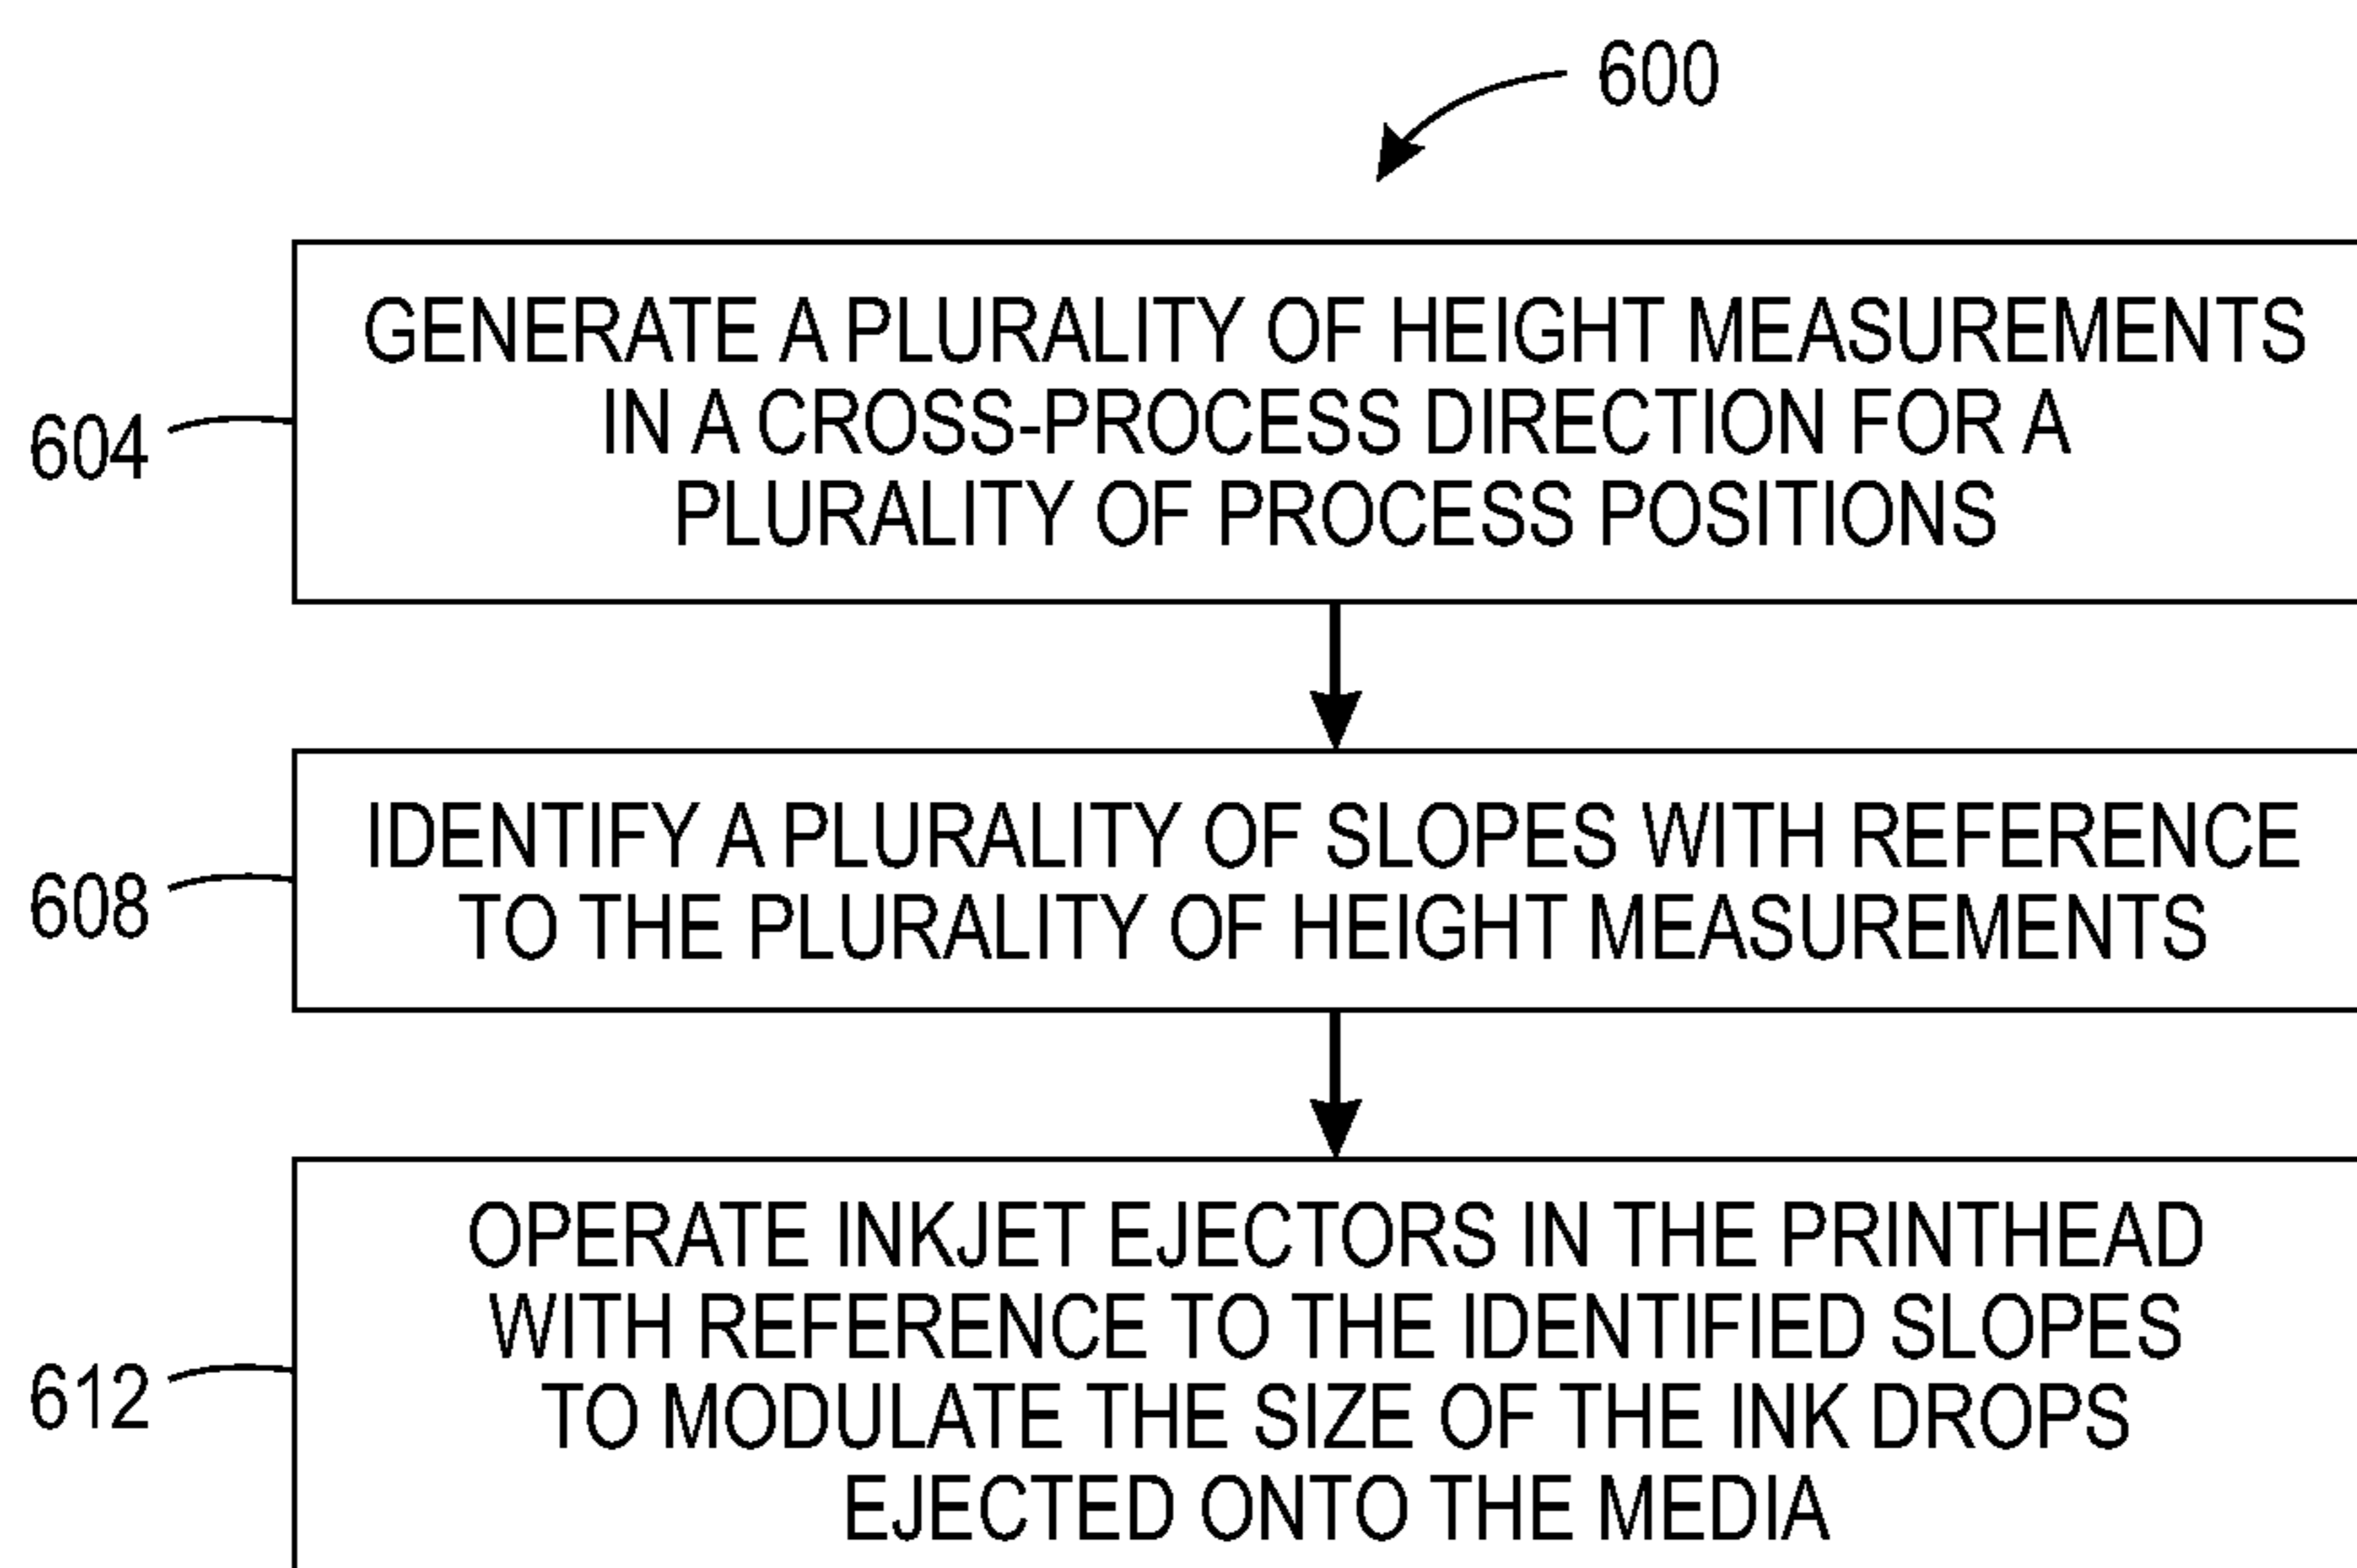 600
GENERATE A PLURALITY OF HEIGHT MEASUREMENTS
IN A CROSS-PROCESS DIRECTION FOR A
PLURALITY OF PROCESS POSITIONS
604
IDENTIFY A PLURALITY OF SLOPES WITH REFERENCE
TO THE PLURALITY OF HEIGHT MEASUREMENTS
608
OPERATE INKJET EJECTORS IN THE PRINTHEAD
WITH REFERENCE TO THE IDENTIFIED SLOPES
TO MODULATE THE SIZE OF THE INK DROPS
EJECTED ONTO THE MEDIA
612